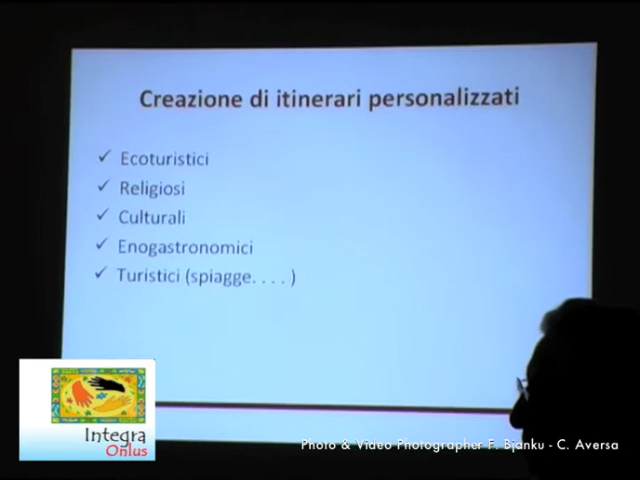 Creazione di itinerari personalizzati
✓ Ecoturistici
✓ Religiosi
✓ Culturali
✓ Enogastronomici
✓ Turistici (spiagge. . . . )
Integra
Onlus
Photo & Video Photographer F. Bjanku - C. Aversa